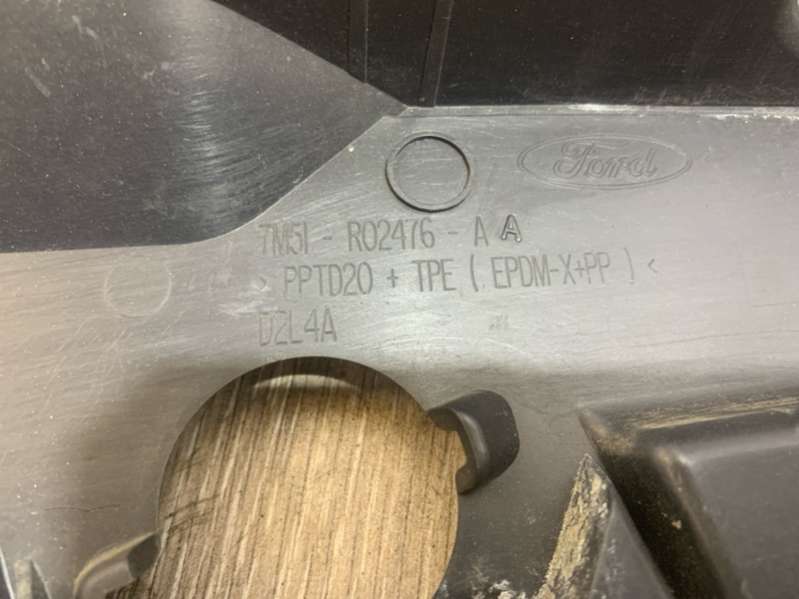 Ford
7M51 - R02476 - A A
> PPTD20 + TPE ( EPDM-X+PP ) <
D2L4A